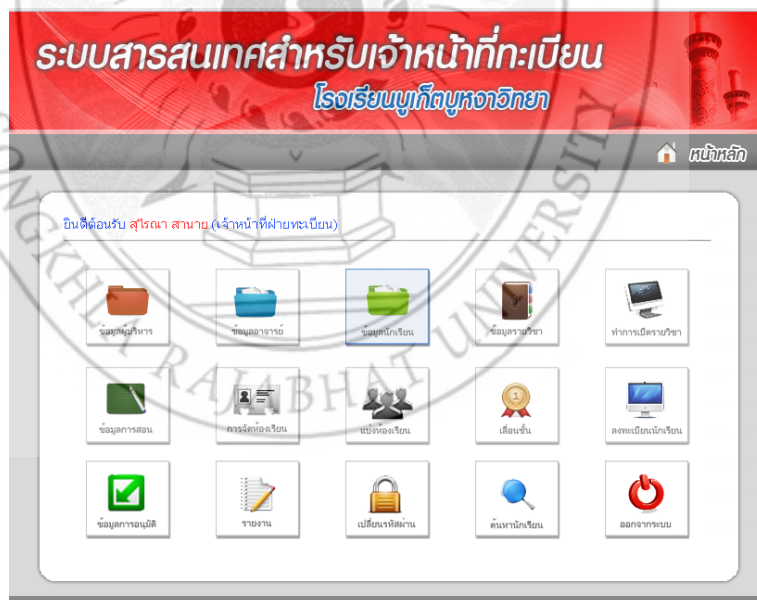 ระบบสารสนเทศสำหรับเจ้าหน้าที่ทะเบียน
โรงเรียนบูเก็ตบูหงาวิทยา
หน้าหลัก
ยินดีต้อนรับ สุไรณา สานาย (เจ้าหน้าที่ฝ่ายทะเบียน)
ข้อมูลผู้บริหาร ข้อมูลอาจารย์ ข้อมูลนักเรียน ข้อมูลรายวิชา ทำการเปิดรายวิชา
ข้อมูลการสอน การจัดห้องเรียน แบ่งห้องเรียน เลื่อนชั้น ลงทะเบียนนักเรียน
ข้อมูลการอนุมัติ รายงาน เปลี่ยนรหัสผ่าน ค้นหานักเรียน ออกจากระบบ
RAJABHAT UNIVERSITY